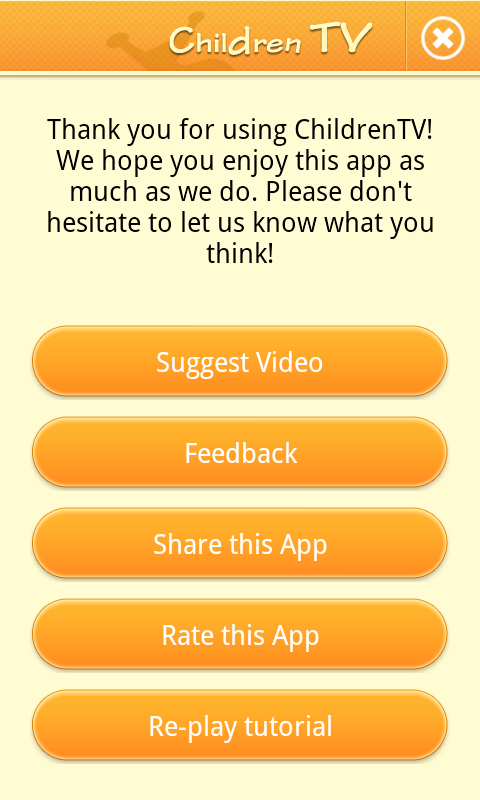 Children TV
Thank you for using ChildrenTV!
We hope you enjoy this app as
much as we do. Please don't
hesitate to let us know what you
think!
Suggest Video
Feedback
Share this App
Rate this App
Re-play tutorial